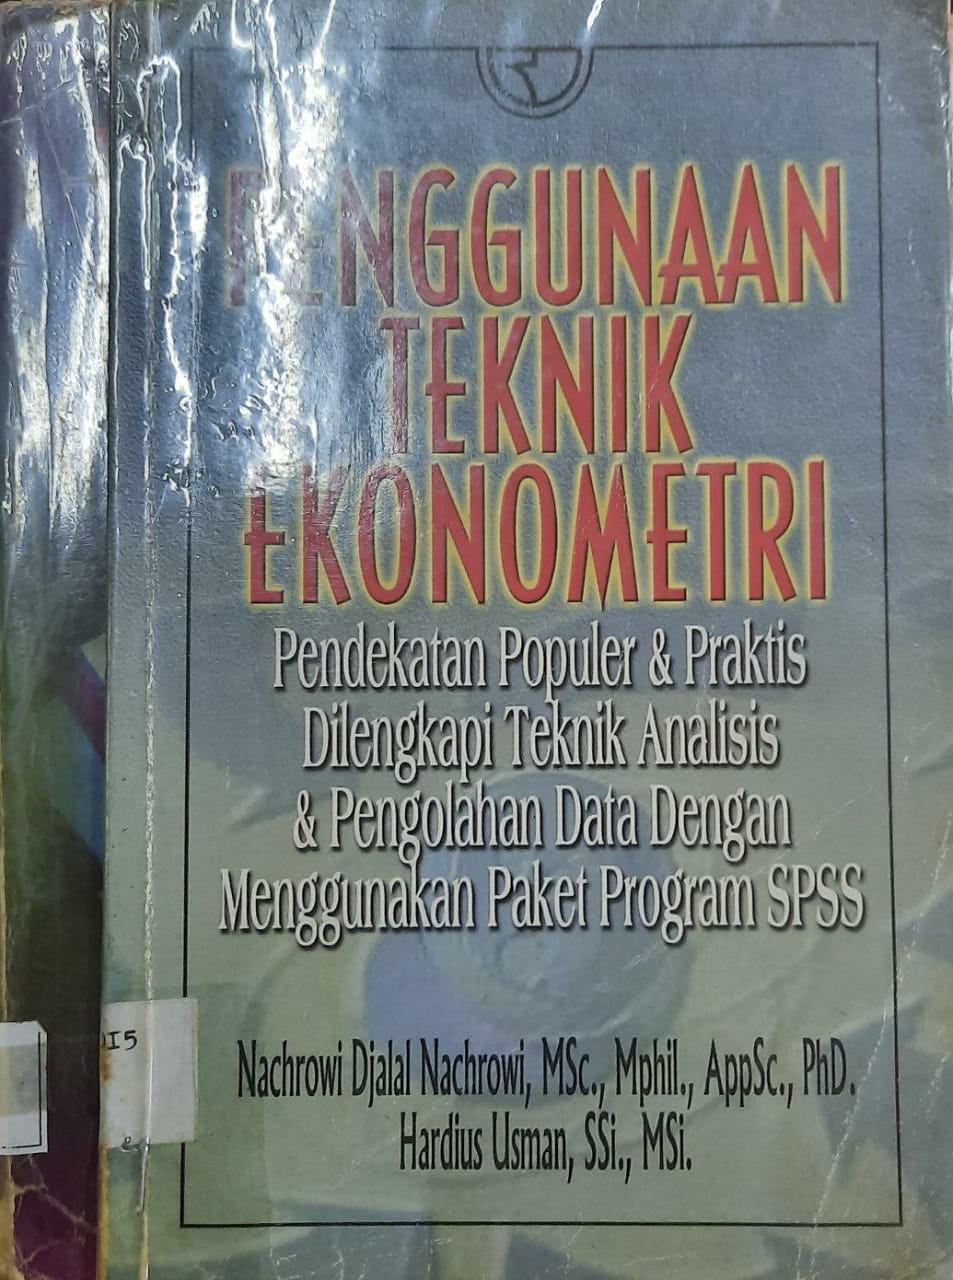 PENGGUNAAN
TEKNIK
EKONOMETRI
Pendekatan Populer & Praktis
Dilengkapi Teknik Analisis
& Pengolahan Data Dengan
Menggunakan Paket Program SPSS
I5
Nachrowi Djalal Nachrowi, MSc., Mphil., AppSc., PhD.
Hardius Usman, SSi., MSi.